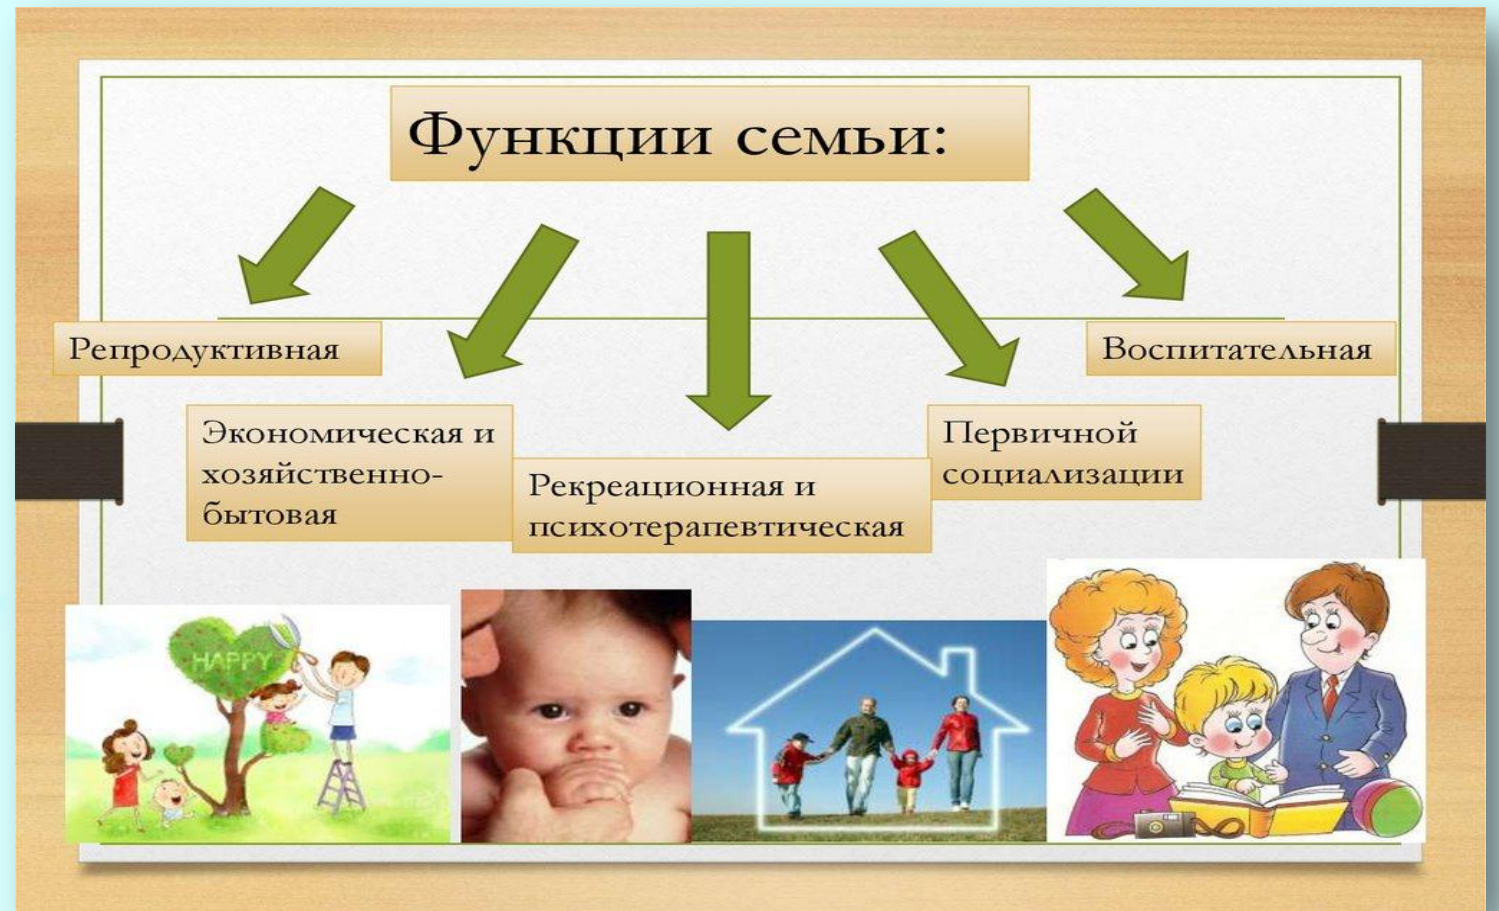 Функции семьи:
Репродуктивная
Экономическая и
хозяйственно-
бытовая
Рекреационная и
психотерапевтическая
Первичной
социализации
Воспитательная
HAPPY